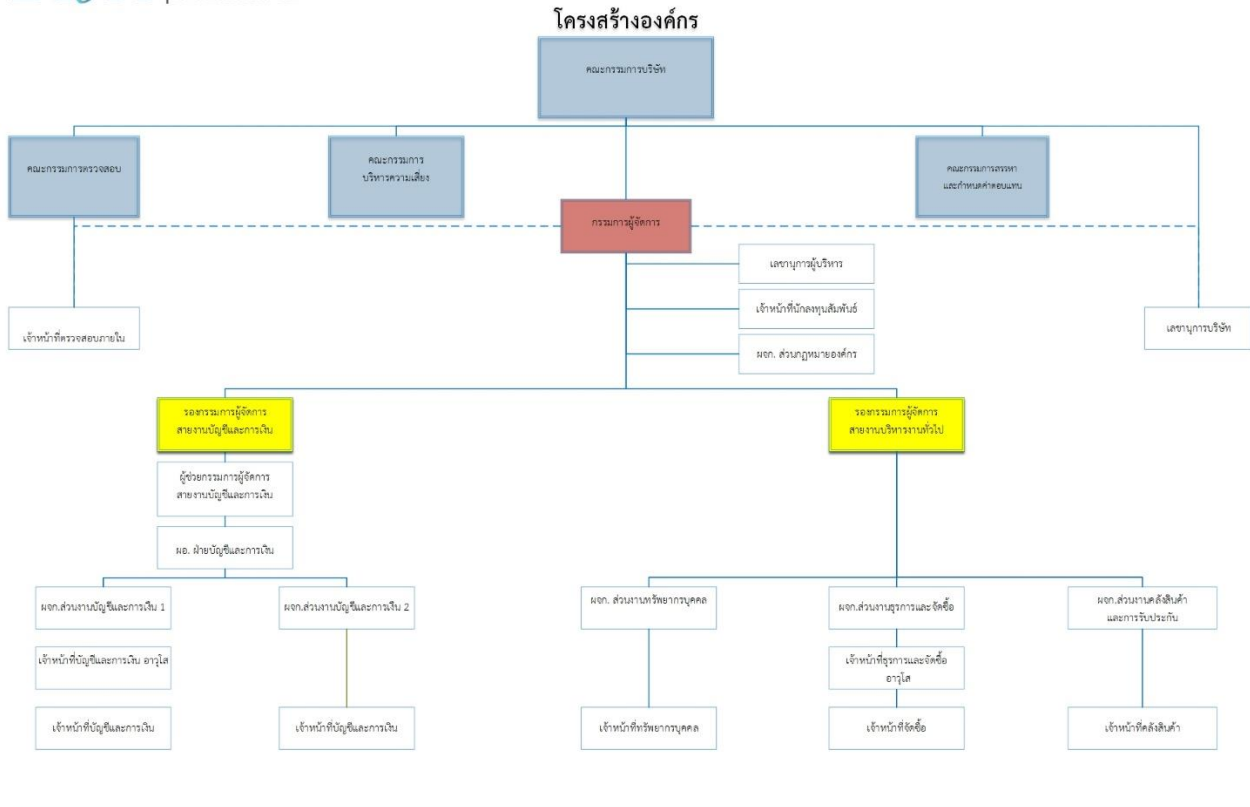 โครงสร้างองค์กร
คณะกรรมการบริษัท
คณะกรรมการตรวจสอบ
คณะกรรมการ
บริหารความเสี่ยง
คณะกรรมการสรรหา
และกำหนดค่าตอบแทน
กรรมการผู้จัดการ
เลขานุการผู้บริหาร
เจ้าหน้าที่นักลงทุนสัมพันธ์
ผจก. ส่วนกฎหมายองค์กร
เจ้าหน้าที่ตรวจสอบภายใน
เลขานุการบริษัท
รองกรรมการผู้จัดการ
สายงานบัญชีและการเงิน
รองกรรมการผู้จัดการ
สายงานบริหารงานทั่วไป
ผู้ช่วยกรรมการผู้จัดการ
สายงานบัญชีและการเงิน
ผอ. ฝ่ายบัญชีและการเงิน
ผจก.ส่วนงานบัญชีและการเงิน 1
ผจก.ส่วนงานบัญชีและการเงิน 2
ผจก. ส่วนงานทรัพยากรบุคคล
ผจก.ส่วนงานธุรการและจัดซื้อ
ผจก.ส่วนงานคลังสินค้า
และการรับประกัน
เจ้าหน้าที่บัญชีและการเงิน อาวุโส
เจ้าหน้าที่ธุรการและจัดซื้อ
อาวุโส
เจ้าหน้าที่บัญชีและการเงิน
เจ้าหน้าที่บัญชีและการเงิน
เจ้าหน้าที่ทรัพยากรบุคคล
เจ้าหน้าที่จัดซื้อ
เจ้าหน้าที่คลังสินค้า